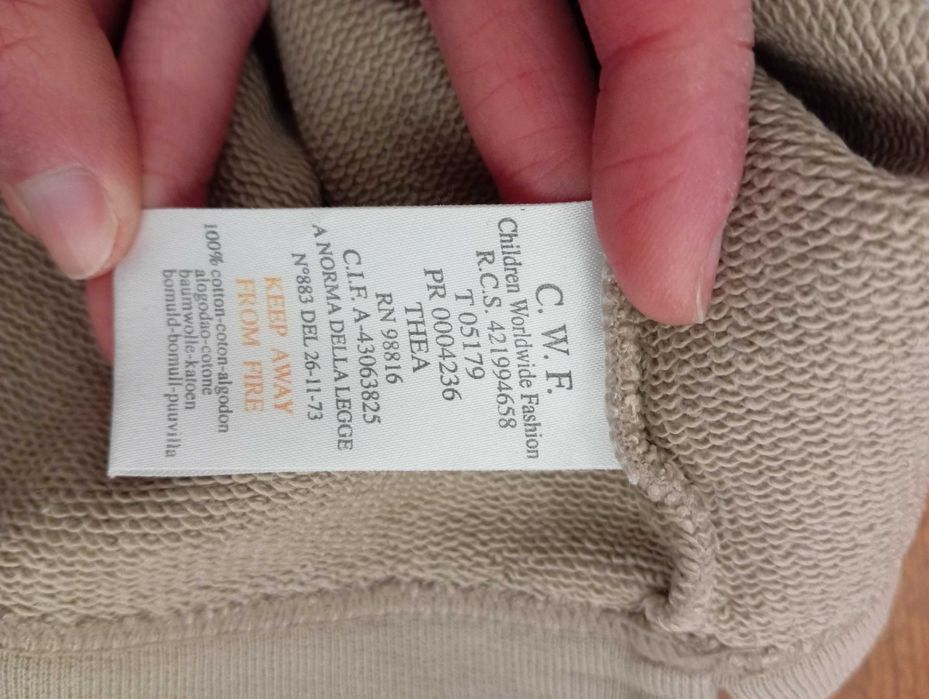 C. W. F.
Children Worldwide Fashion
R.C.S. 421994658
T 05179
PR 0004236
THEA
RN 98816
C.I.F. A-43063825
A NORMA DELLA LEGGE
N°883 DEL 26-11-73
KEEP AWAY
FROM FIRE
100% cotton-coton-algodon
alogodao-cotone
baumwolle-katoen
bomuld-bomull-puuvilla